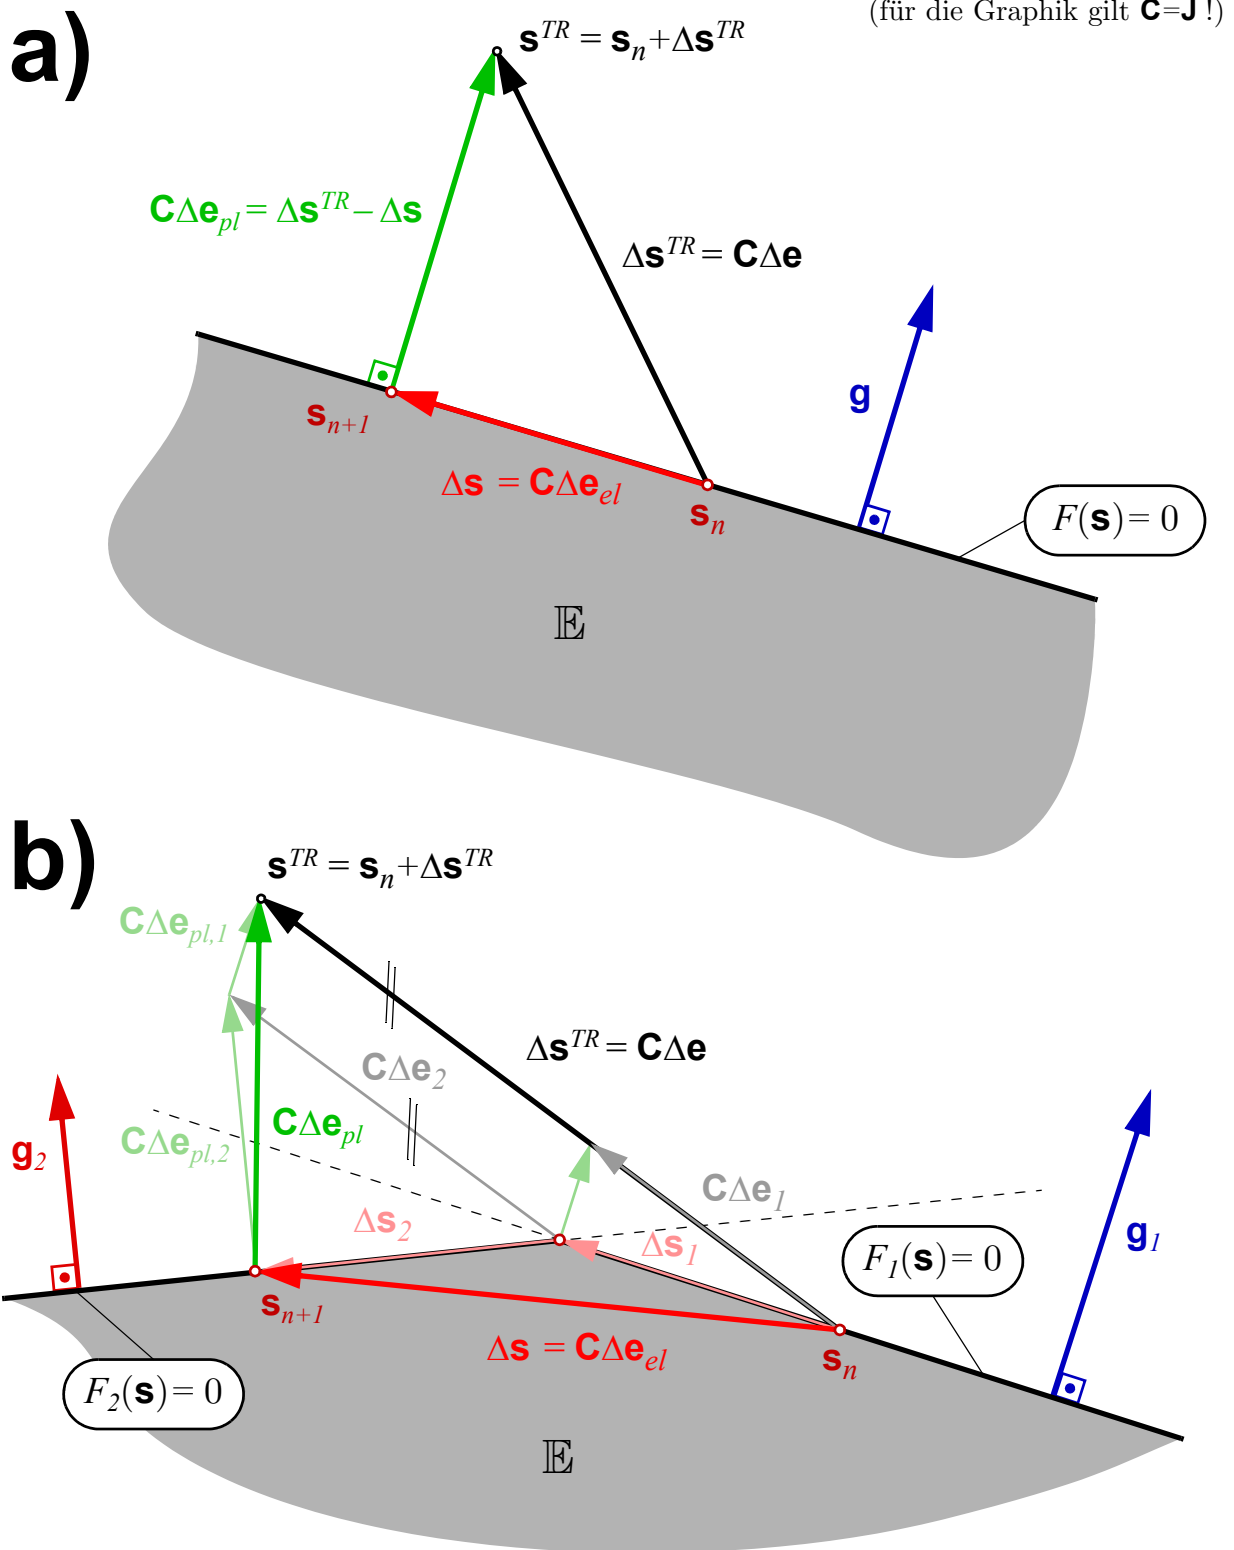 (für die Graphik gilt C=J !)
a)
s^TR = s_n+Δs^TR
CΔe_pl = Δs^TR − Δs
Δs^TR = CΔe
g
s_n+1
Δs = CΔe_el
s_n
F(s) = 0
𝔼
b)
s^TR = s_n+Δs^TR
CΔe_pl,1
Δs^TR = CΔe
CΔe_2
CΔe_pl
CΔe_pl,2
g_2
CΔe_1
Δs_2
Δs_1
g_1
F_1(s) = 0
s_n+1
Δs = CΔe_el
s_n
F_2(s) = 0
𝔼